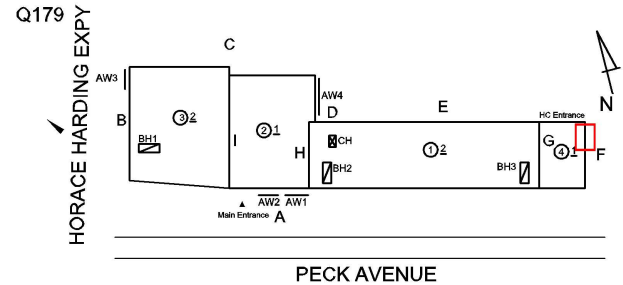 Q179
HORACE HARDING EXPY
C
AW3
AW4
B
D
E
HC Entrance
N
③ 2
② 1
BH1
I
H
CH
① 2
G
④ 1
F
BH2
BH3
AW2 AW1
Main Entrance
A
PECK AVENUE